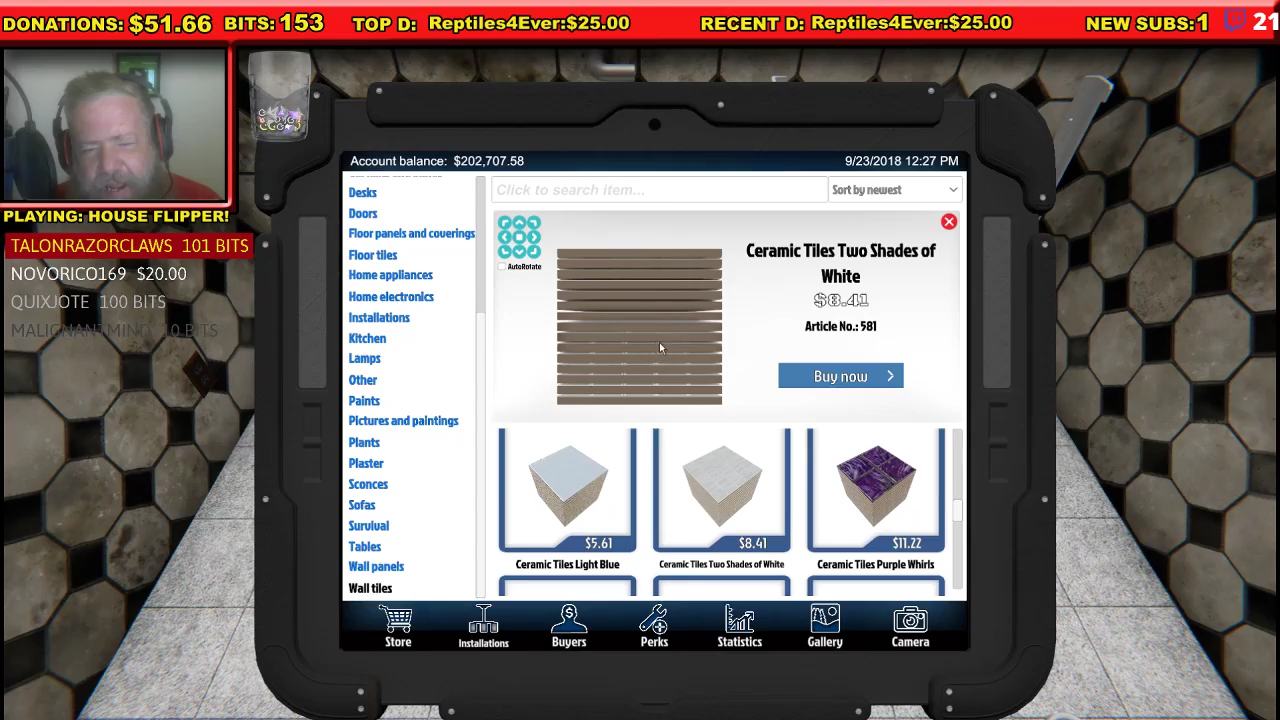 DONATIONS: $51.66 BITS: 153 TOP D: Reptiles4Ever:$25.00 RECENT D: Reptiles4Ever:$25.00 NEW SUBS: 1 21
PLAYING: HOUSE FLIPPER!
TALONRAZORCLAWS 101 BITS
NOVORICO169 $20.00
QUIXJOTE 100 BITS
MALIGNANTMIND 10 BITS
Account balance: $202,707.58 9/23/2018 12:27 PM
Click to search item... Sort by newest
Desks
Doors
Floor panels and coverings
Floor tiles
Home appliances
Home electronics
Installations
Kitchen
Lamps
Other
Paints
Pictures and paintings
Plants
Plaster
Sconces
Sofas
Survival
Tables
Wall panels
Wall tiles
AutoRotate
Ceramic Tiles Two Shades of
White
$8.41
Article No.: 581
Buy now
$5.61 $8.41 $11.22
Ceramic Tiles Light Blue Ceramic Tiles Two Shades of White Ceramic Tiles Purple Whirls
Store Installations Buyers Perks Statistics Gallery Camera